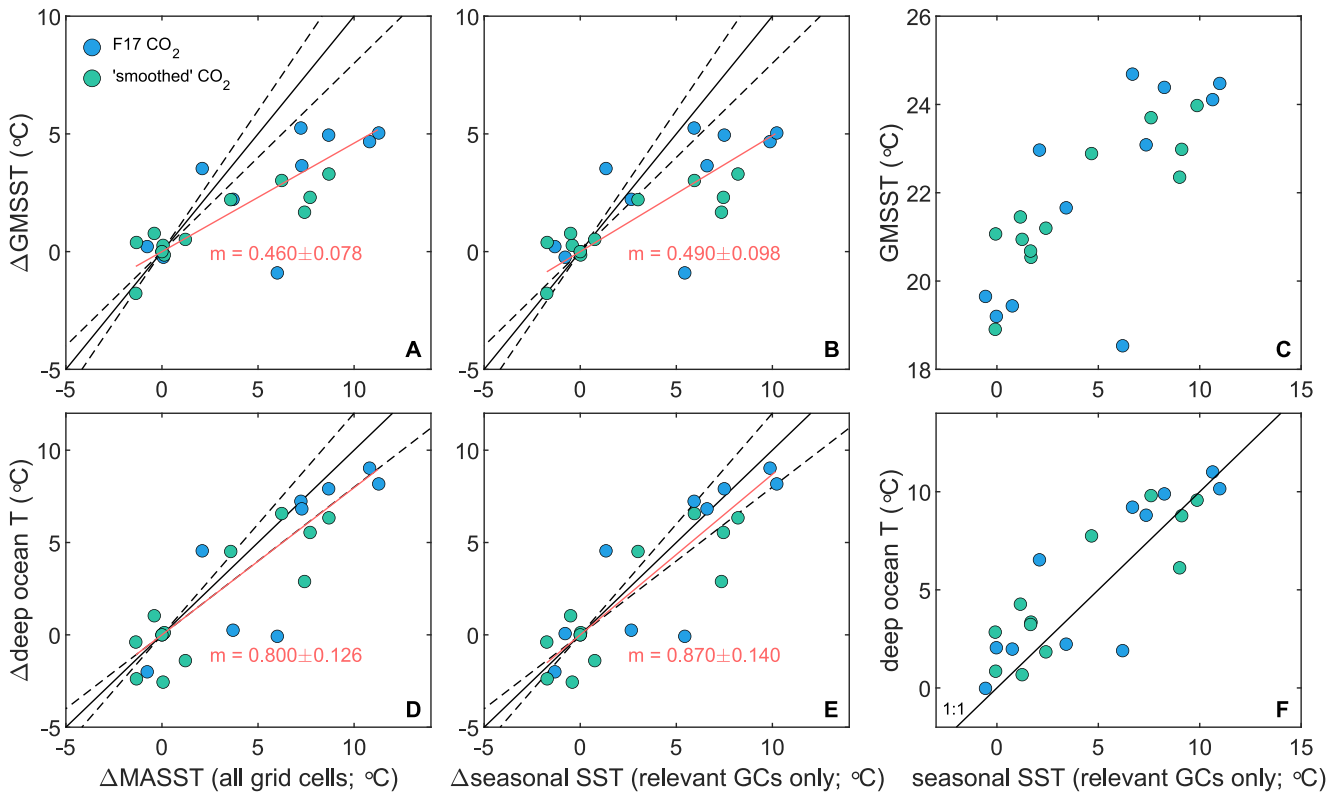 10
5
0
−5
ΔGMSST (°C)
F17 CO₂
'smoothed' CO₂
m = 0.460±0.078
A
−5 0 5 10
10
5
0
−5
m = 0.490±0.098
B
−5 0 5 10
26
24
22
20
18
GMSST (°C)
C
0 5 10 15
10
5
0
−5
Δdeep ocean T (°C)
m = 0.800±0.126
D
−5 0 5 10
ΔMASST (all grid cells; °C)
10
5
0
−5
m = 0.870±0.140
E
−5 0 5 10
Δseasonal SST (relevant GCs only; °C)
10
5
0
deep ocean T (°C)
1:1
F
0 5 10 15
seasonal SST (relevant GCs only; °C)